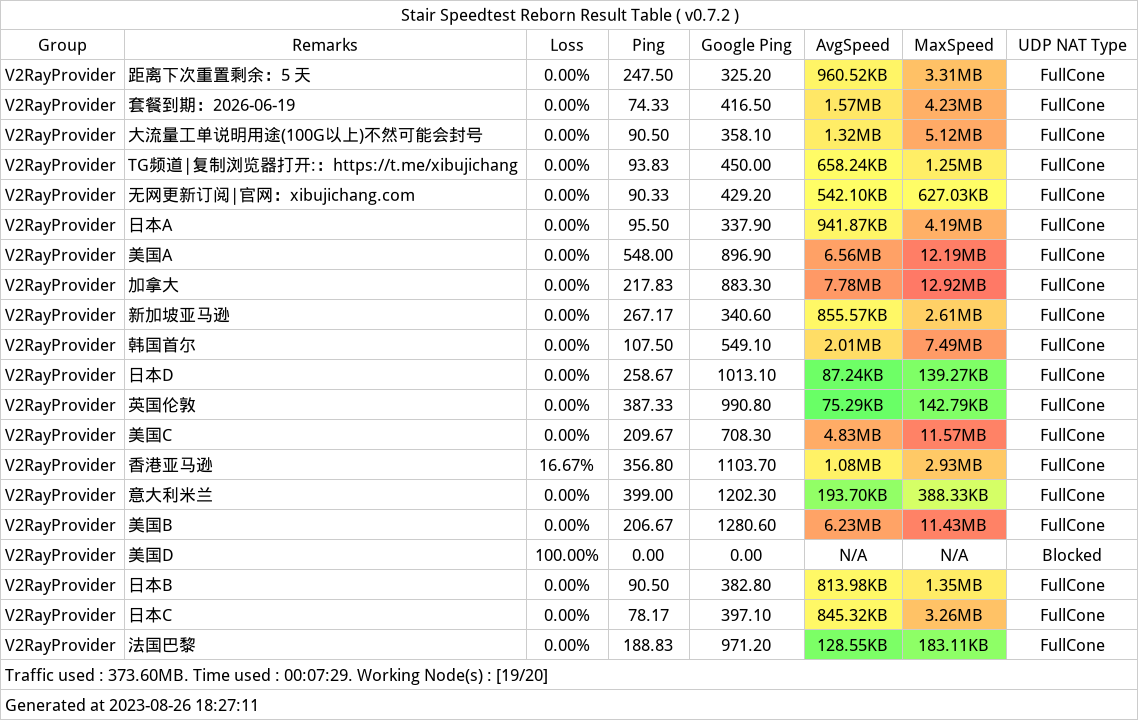 Stair Speedtest Reborn Result Table ( v0.7.2 )
Group Remarks Loss Ping Google Ping AvgSpeed MaxSpeed UDP NAT Type
V2RayProvider 距离下次重置剩余：5 天 0.00% 247.50 325.20 960.52KB 3.31MB FullCone
V2RayProvider 套餐到期：2026-06-19 0.00% 74.33 416.50 1.57MB 4.23MB FullCone
V2RayProvider 大流量工单说明用途(100G以上)不然可能会封号 0.00% 90.50 358.10 1.32MB 5.12MB FullCone
V2RayProvider TG频道|复制浏览器打开:：https://t.me/xibujichang 0.00% 93.83 450.00 658.24KB 1.25MB FullCone
V2RayProvider 无网更新订阅|官网：xibujichang.com 0.00% 90.33 429.20 542.10KB 627.03KB FullCone
V2RayProvider 日本A 0.00% 95.50 337.90 941.87KB 4.19MB FullCone
V2RayProvider 美国A 0.00% 548.00 896.90 6.56MB 12.19MB FullCone
V2RayProvider 加拿大 0.00% 217.83 883.30 7.78MB 12.92MB FullCone
V2RayProvider 新加坡亚马逊 0.00% 267.17 340.60 855.57KB 2.61MB FullCone
V2RayProvider 韩国首尔 0.00% 107.50 549.10 2.01MB 7.49MB FullCone
V2RayProvider 日本D 0.00% 258.67 1013.10 87.24KB 139.27KB FullCone
V2RayProvider 英国伦敦 0.00% 387.33 990.80 75.29KB 142.79KB FullCone
V2RayProvider 美国C 0.00% 209.67 708.30 4.83MB 11.57MB FullCone
V2RayProvider 香港亚马逊 16.67% 356.80 1103.70 1.08MB 2.93MB FullCone
V2RayProvider 意大利米兰 0.00% 399.00 1202.30 193.70KB 388.33KB FullCone
V2RayProvider 美国B 0.00% 206.67 1280.60 6.23MB 11.43MB FullCone
V2RayProvider 美国D 100.00% 0.00 0.00 N/A N/A Blocked
V2RayProvider 日本B 0.00% 90.50 382.80 813.98KB 1.35MB FullCone
V2RayProvider 日本C 0.00% 78.17 397.10 845.32KB 3.26MB FullCone
V2RayProvider 法国巴黎 0.00% 188.83 971.20 128.55KB 183.11KB FullCone
Traffic used : 373.60MB. Time used : 00:07:29. Working Node(s) : [19/20]
Generated at 2023-08-26 18:27:11